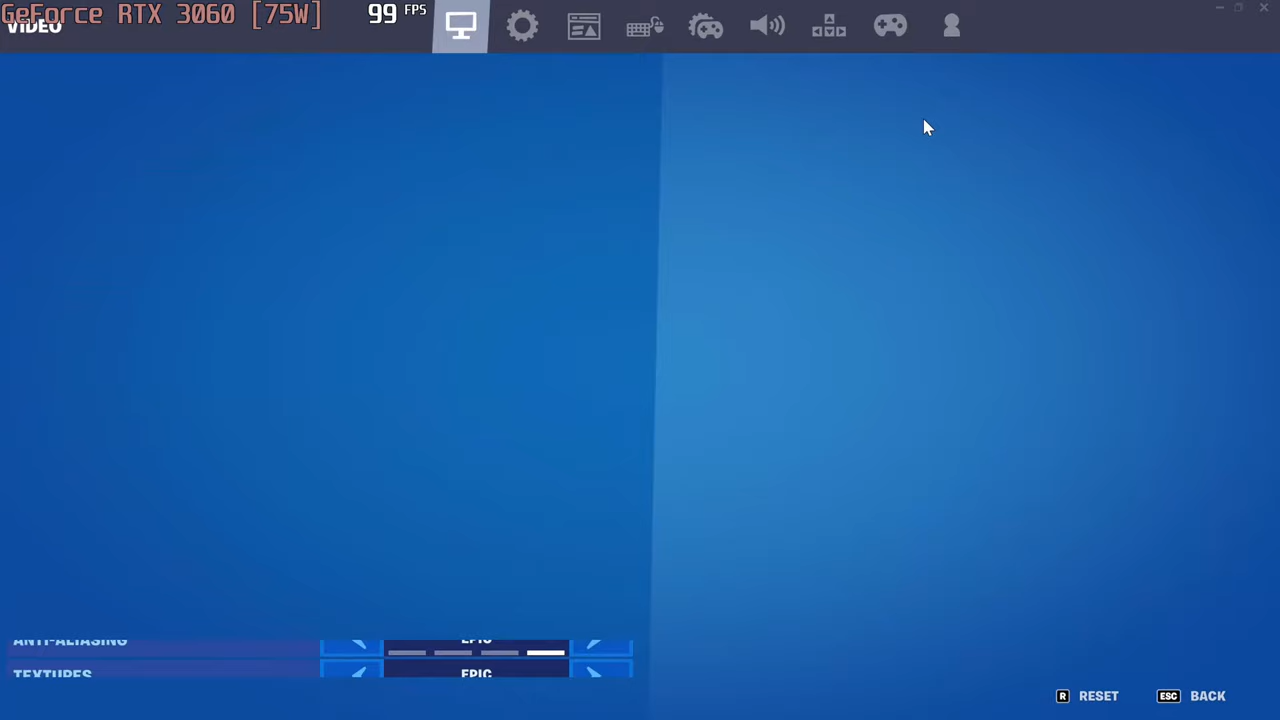 GeForce RTX 3060 [75W] 99 FPS
VIDEO
ANTI-ALIASING EPIC
TEXTURES EPIC
R RESET ESC BACK